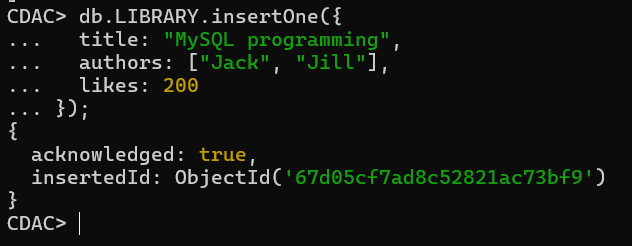 CDAC> db.LIBRARY.insertOne({
...   title: "MySQL programming",
...   authors: ["Jack", "Jill"],
...   likes: 200
... });
{
  acknowledged: true,
  insertedId: ObjectId('67d05cf7ad8c52821ac73bf9')
}
CDAC>